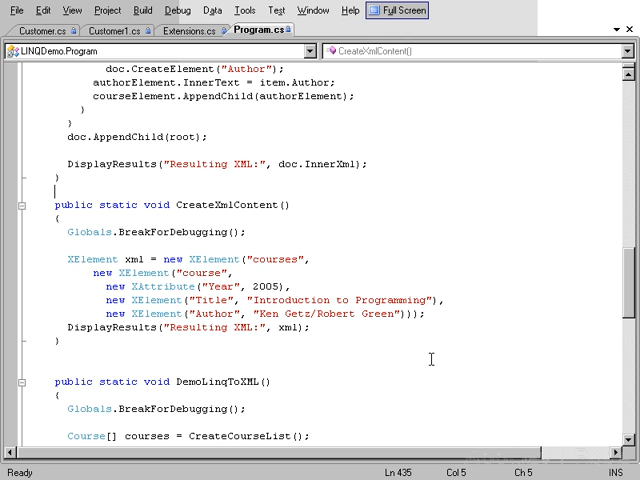 File Edit Project Build Debug Data Tools Test Window Help Full Screen
Customer.cs Customer1.cs Extensions.cs Program.cs
LINQDemo.Program CreateXmlContent()
doc.CreateElement("Author");
authorElement.InnerText = item.Author;
courseElement.AppendChild(authorElement);
}
}
doc.AppendChild(root);
DisplayResults("Resulting XML:", doc.InnerXml);
}
public static void CreateXmlContent()
{
Globals.BreakForDebugging();
XElement xml = new XElement("courses",
new XElement("course",
new XAttribute("Year", 2005),
new XElement("Title", "Introduction to Programming"),
new XElement("Author", "Ken Getz/Robert Green")));
DisplayResults("Resulting XML:", xml);
}
public static void DemoLinqToXML()
{
Globals.BreakForDebugging();
Course[] courses = CreateCourseList();
Ready Ln 435 Col 5 Ch 5 INS